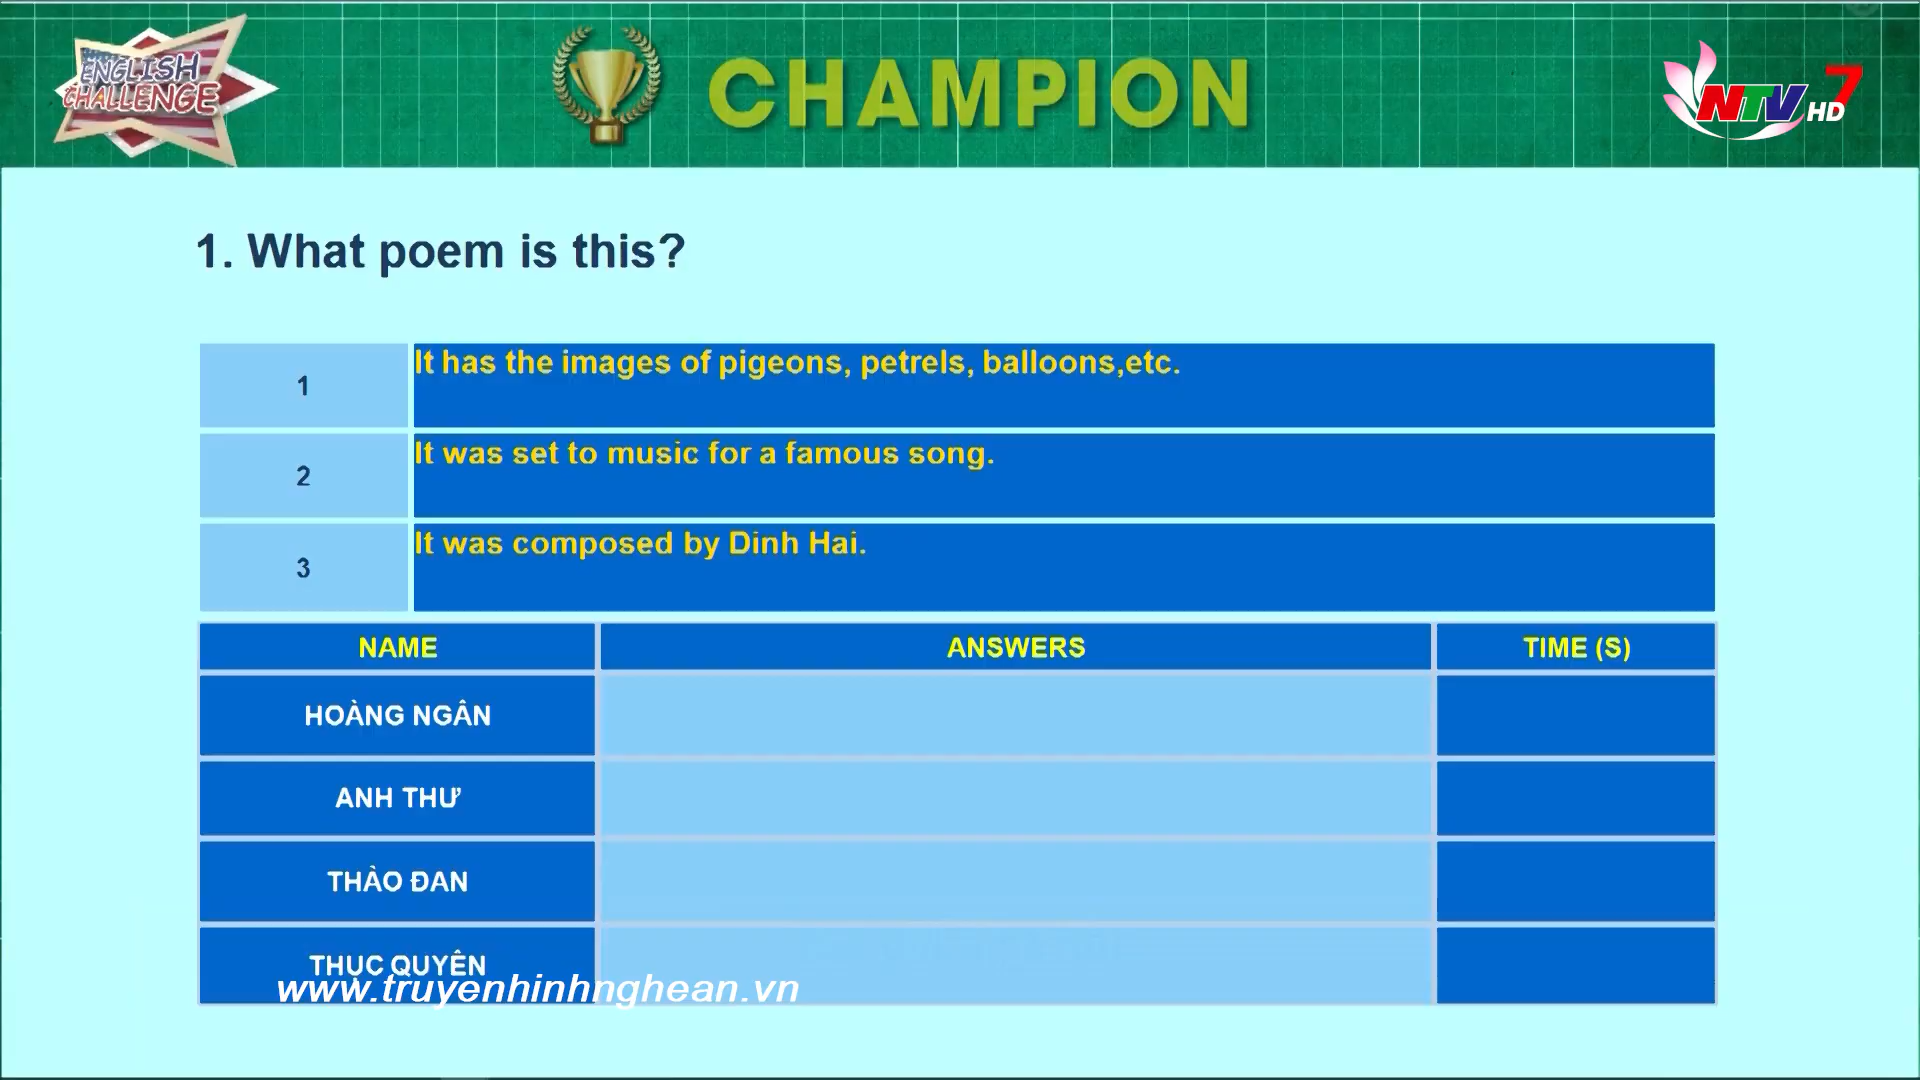 ENGLISH
CHALLENGE
CHAMPION
NTV7
HD
1. What poem is this?
1
It has the images of pigeons, petrels, balloons,etc.
2
It was set to music for a famous song.
3
It was composed by Dinh Hai.
NAME
ANSWERS
TIME (S)
HOÀNG NGÂN
ANH THƯ
THẢO ĐAN
THỤC QUYÊN
www.truyenhinhnghean.vn